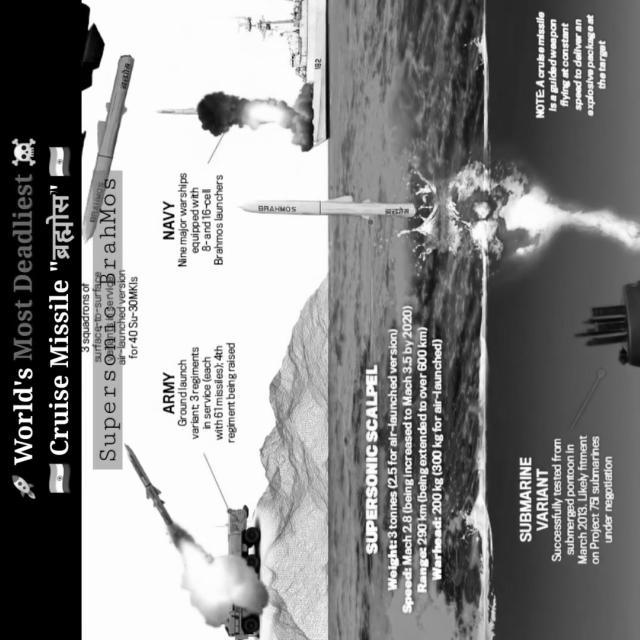 🚀 World's Most Deadliest ☠
🇮🇳 Cruise Missile "ब्रह्मोस" 🇮🇳
Supersonic BrahMos
3 squadrons of
surface-to-surface
air-launched version
for 40 Su-30MKIs
BRAHMOS
ARMY
Ground launch
variant; 3 regiments
in service (each
with 61 missiles); 4th
regiment being raised
NAVY
Nine major warships
equipped with
8- and 16-cell
Brahmos launchers
162
BRAHMOS
SUPERSONIC SCALPEL
Weight: 3 tonnes (2.5 for air-launched version)
Speed: Mach 2.8 (being increased to Mach 3.5 by 2020)
Range: 290 km (being extended to over 600 km)
Warhead: 200 kg (300 kg for air-launched)
SUBMARINE
VARIANT
Successfully tested from
submerged pontoon in
March 2013. Likely fitment
on Project: 75I submarines
under negotiation
NOTE: A cruise missile
is a guided weapon
flying at constant
speed to deliver an
explosive package at
the target